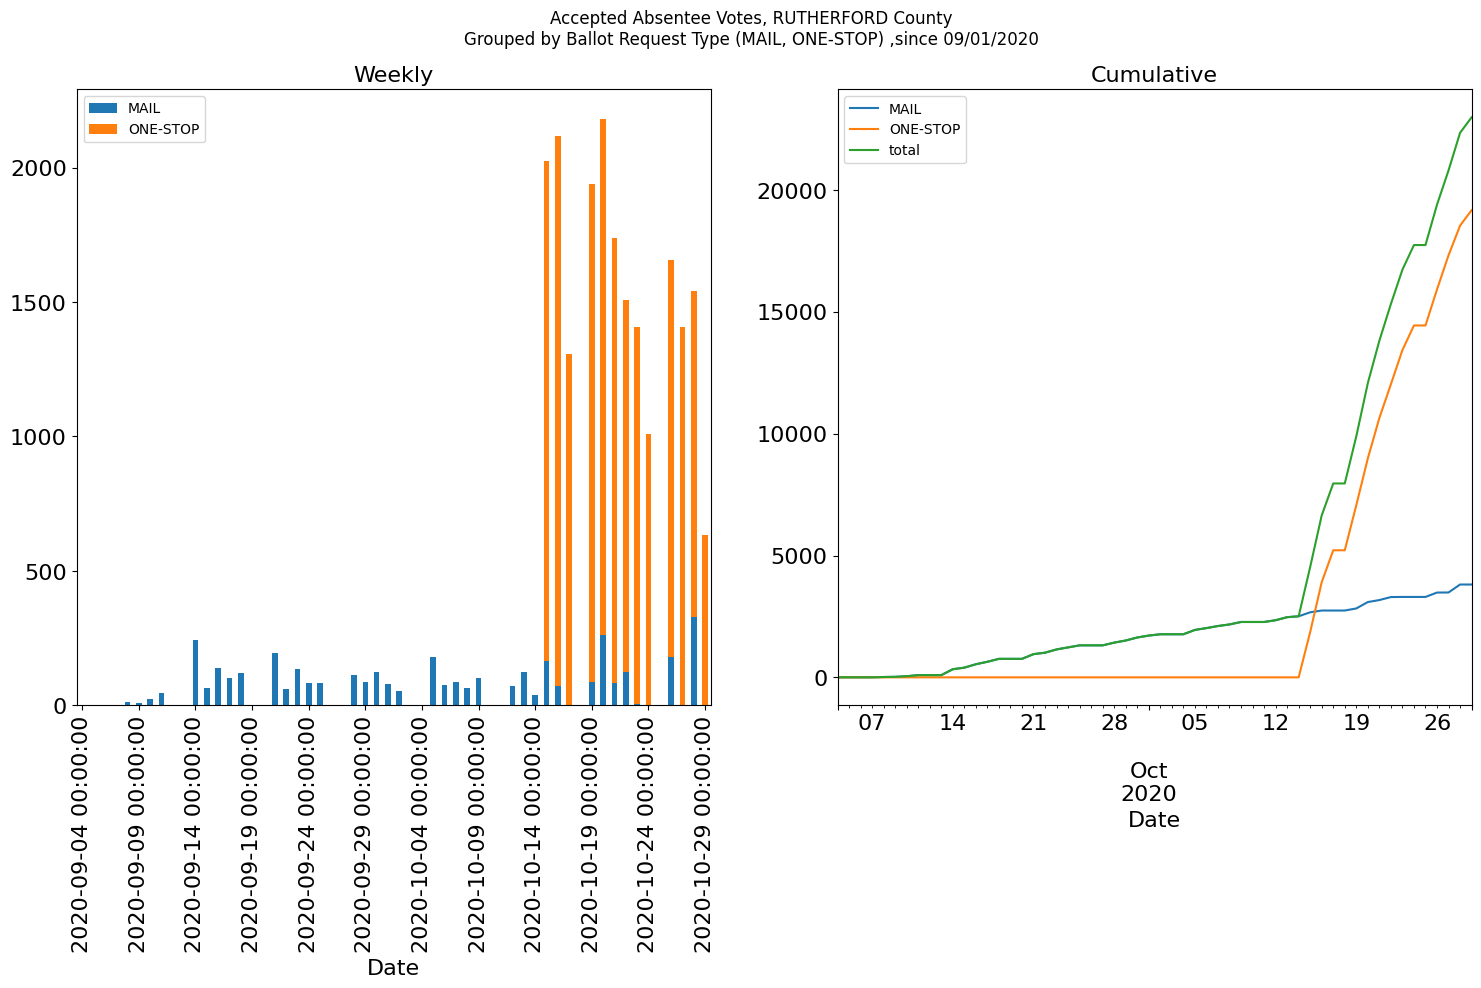 Accepted Absentee Votes, RUTHERFORD County
Grouped by Ballot Request Type (MAIL, ONE-STOP) ,since 09/01/2020
Weekly
MAIL
ONE-STOP
2000
1500
1000
500
0
2020-09-04 00:00:00
2020-09-09 00:00:00
2020-09-14 00:00:00
2020-09-19 00:00:00
2020-09-24 00:00:00
2020-09-29 00:00:00
2020-10-04 00:00:00
2020-10-09 00:00:00
2020-10-14 00:00:00
2020-10-19 00:00:00
2020-10-24 00:00:00
2020-10-29 00:00:00
Date
Cumulative
MAIL
ONE-STOP
total
20000
15000
10000
5000
0
07 14 21 28 05 12 19 26
Oct
2020
Date